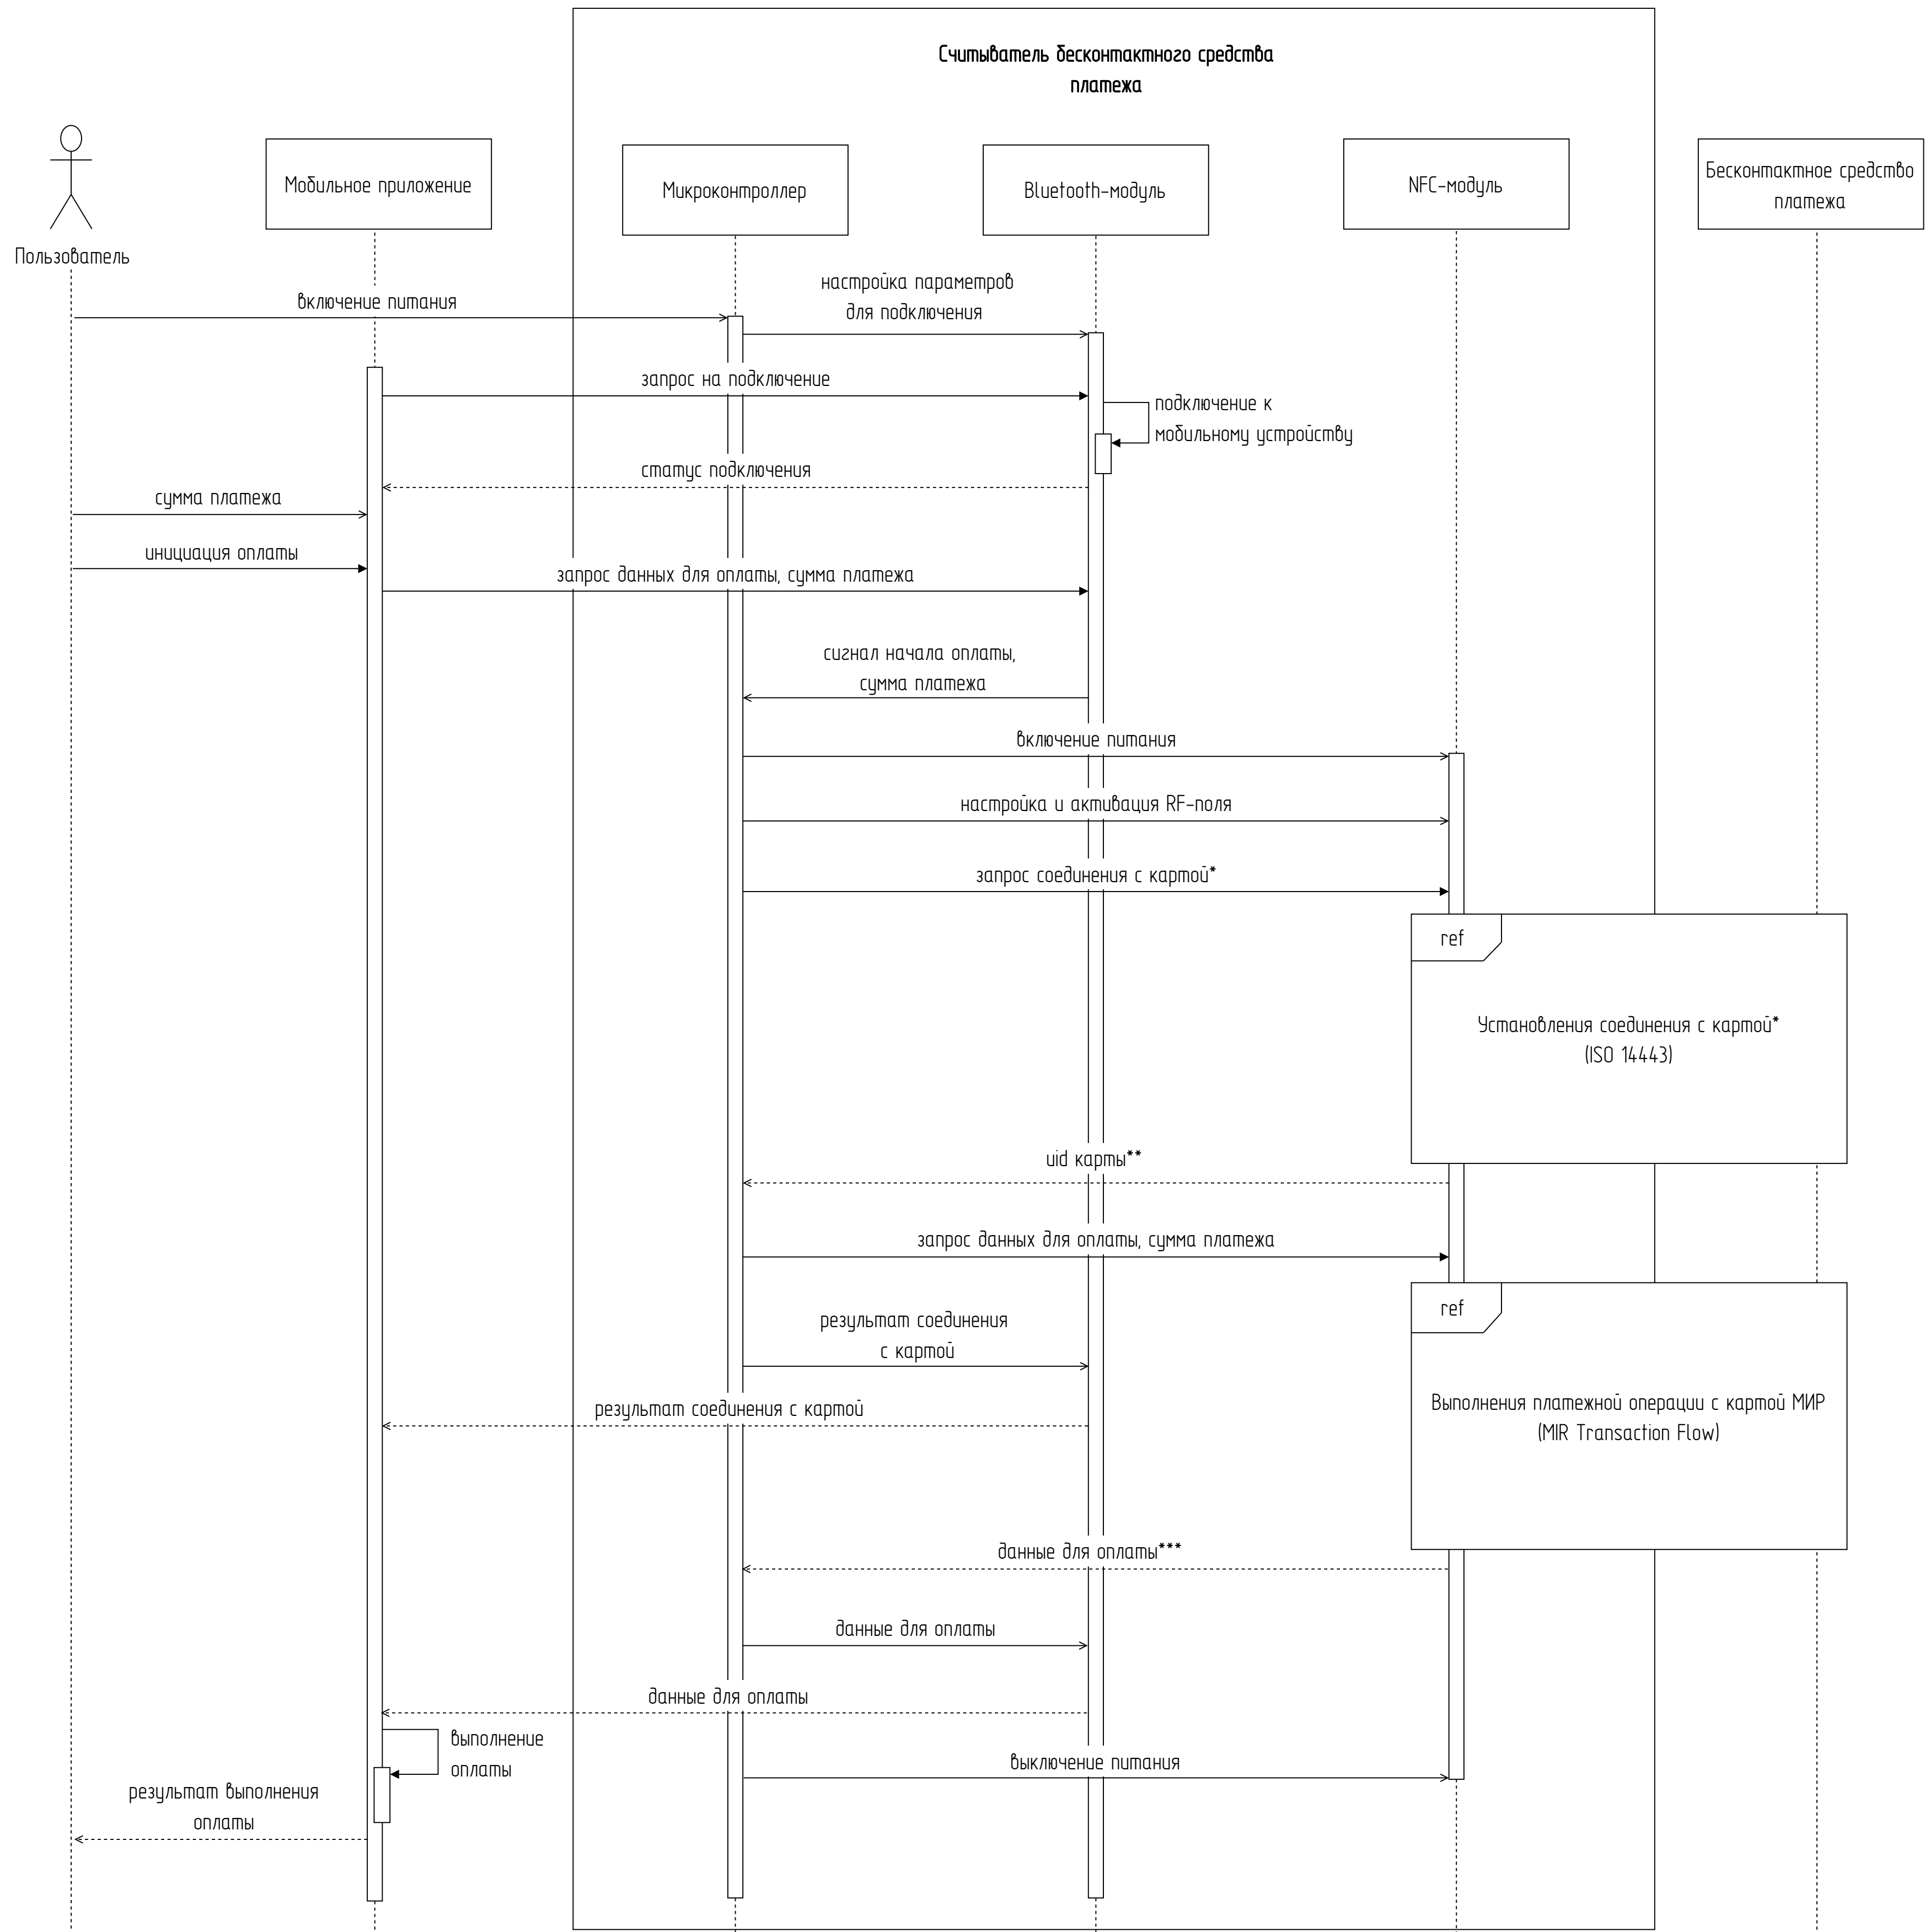 Считыватель бесконтактного средства
платежа
Пользователь
Мобильное приложение
Микроконтроллер
Bluetooth-модуль
NFC-модуль
Бесконтактное средство
платежа
включение питания
настройка параметров
для подключения
запрос на подключение
подключение к
мобильному устройству
статус подключения
сумма платежа
инициация оплаты
запрос данных для оплаты, сумма платежа
сигнал начала оплаты,
сумма платежа
включение питания
настройка и активация RF-поля
запрос соединения с картой*
ref
Установления соединения с картой*
(ISO 14443)
uid карты**
запрос данных для оплаты, сумма платежа
ref
результат соединения
с картой
результат соединения с картой
Выполнения платежной операции с картой МИР
(MIR Transaction Flow)
данные для оплаты***
данные для оплаты
данные для оплаты
выполнение
оплаты
выключение питания
результат выполнения
оплаты